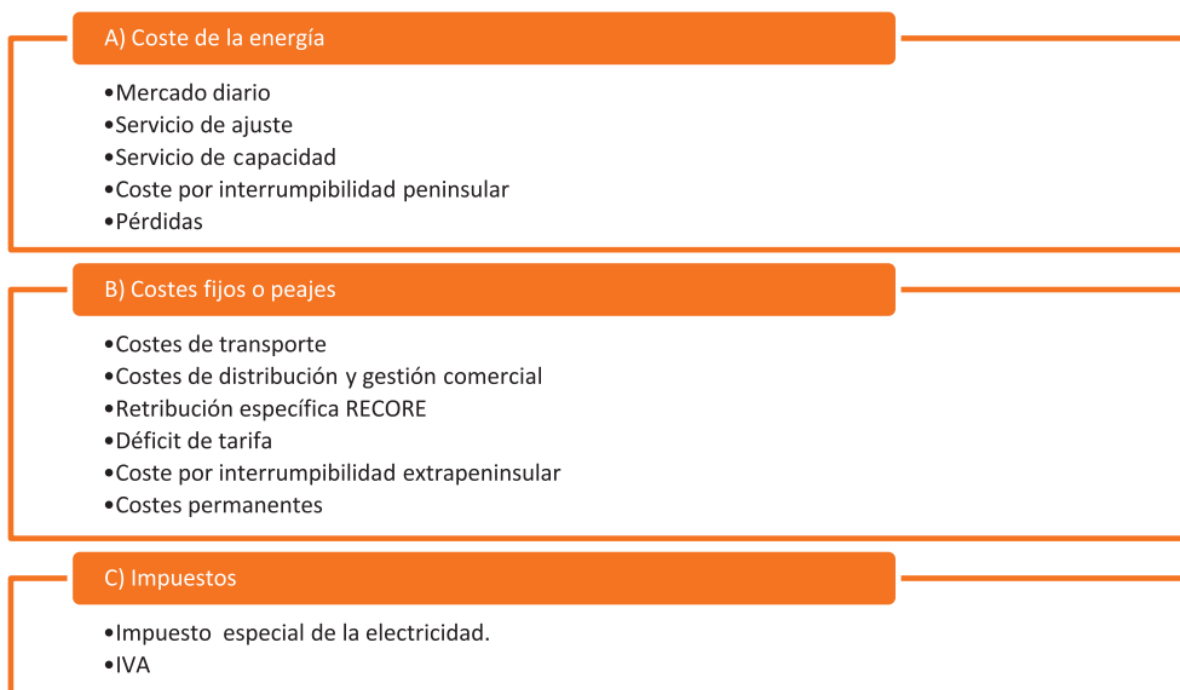 A) Coste de la energía
•Mercado diario
•Servicio de ajuste
•Servicio de capacidad
•Coste por interrumpibilidad peninsular
•Pérdidas
B) Costes fijos o peajes
•Costes de transporte
•Costes de distribución y gestión comercial
•Retribución específica RECORE
•Déficit de tarifa
•Coste por interrumpibilidad extrapeninsular
•Costes permanentes
C) Impuestos
•Impuesto especial de la electricidad.
•IVA